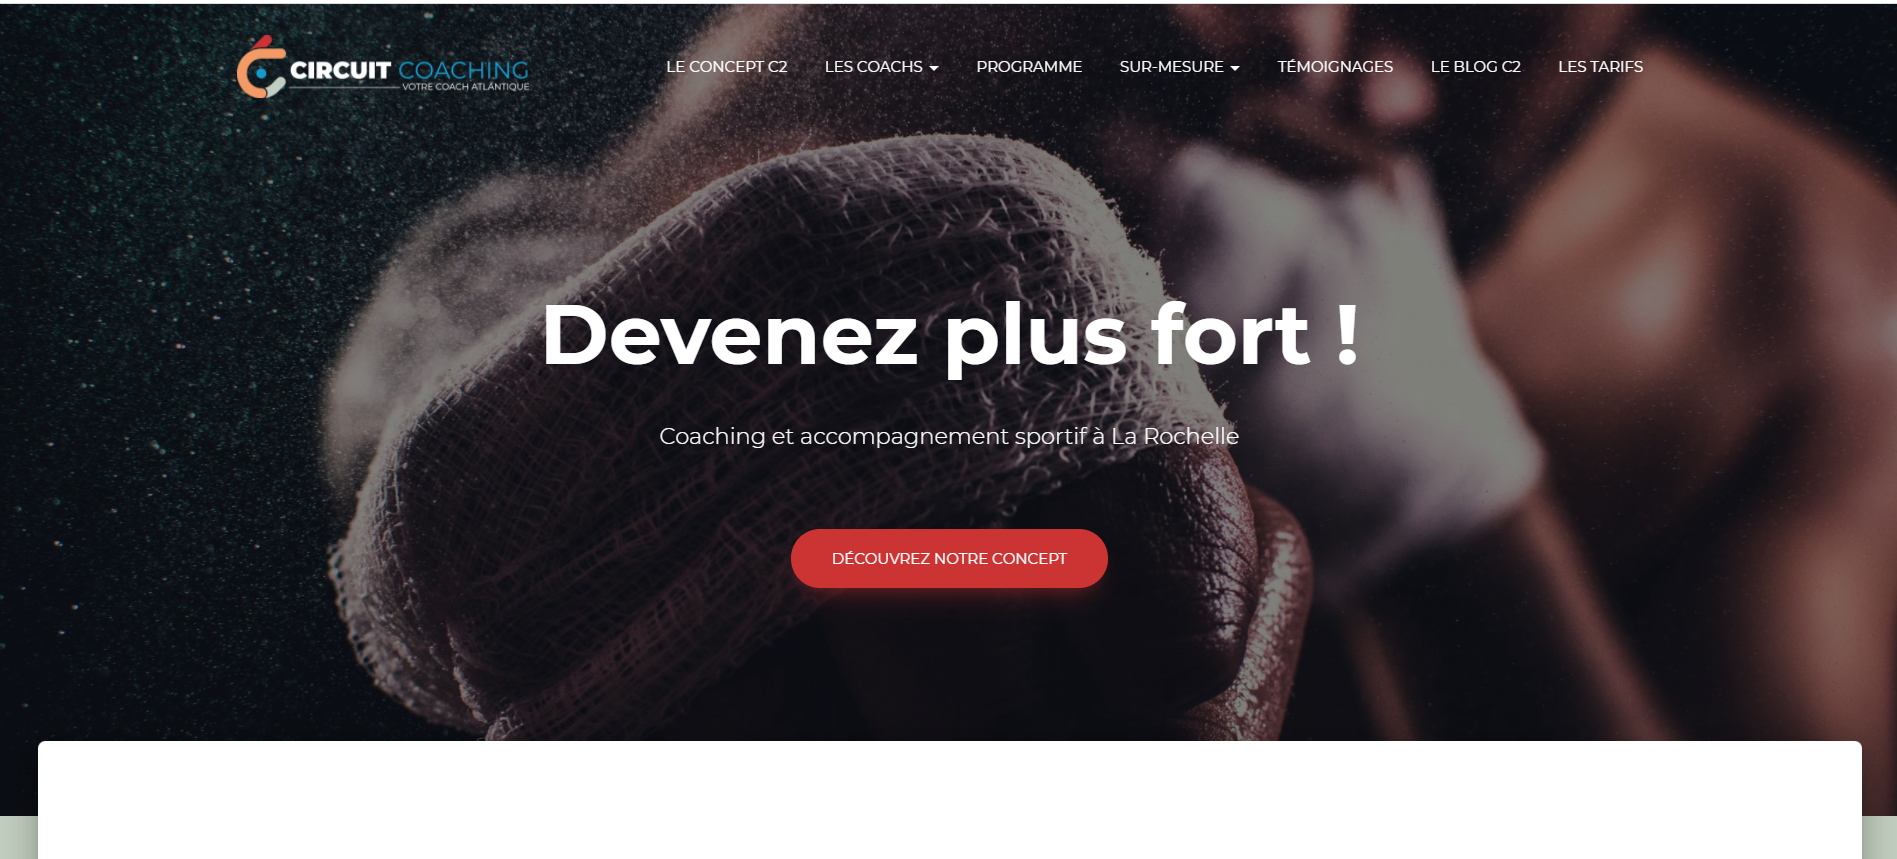 CIRCUIT COACHING
VOTRE COACH ATLANTIQUE
LE CONCEPT C2
LES COACHS
PROGRAMME
SUR-MESURE
TÉMOIGNAGES
LE BLOG C2
LES TARIFS
Devenez plus fort !
Coaching et accompagnement sportif à La Rochelle
DÉCOUVREZ NOTRE CONCEPT